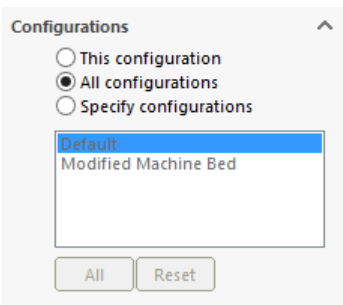 Configurations
This configuration
All configurations
Specify configurations
Default
Modified Machine Bed
All Reset